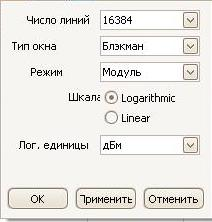 Число линий 16384
Тип окна Блэкман
Режим Модуль
Шкала Logarithmic
Linear
Лог. единицы дБм
OK Применить Отменить